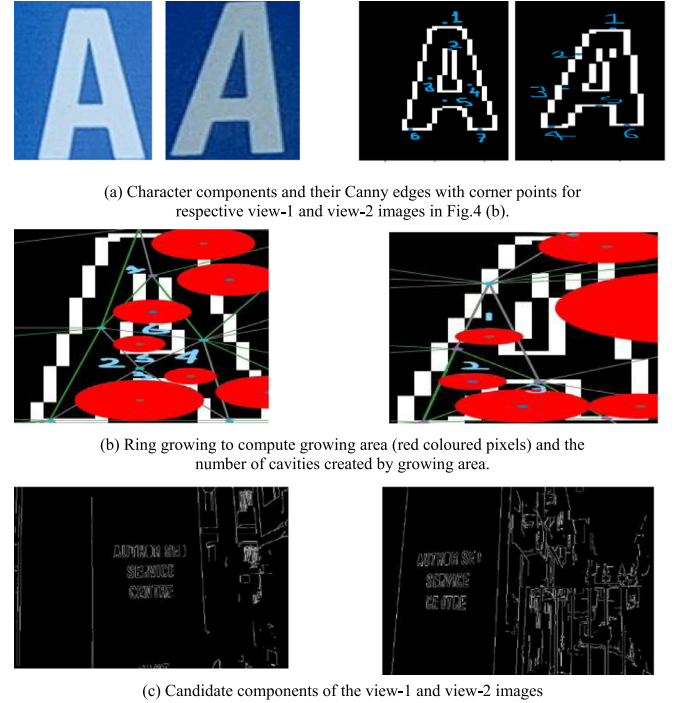 A A
1 1
2 2
3 4 3
5 5
6 7 4 6
(a) Character components and their Canny edges with corner points for
respective view-1 and view-2 images in Fig.4 (b).
1
2 4 2
3
(b) Ring growing to compute growing area (red coloured pixels) and the
number of cavities created by growing area.
SERVICE SERVICE
CENTRE
(c) Candidate components of the view-1 and view-2 images